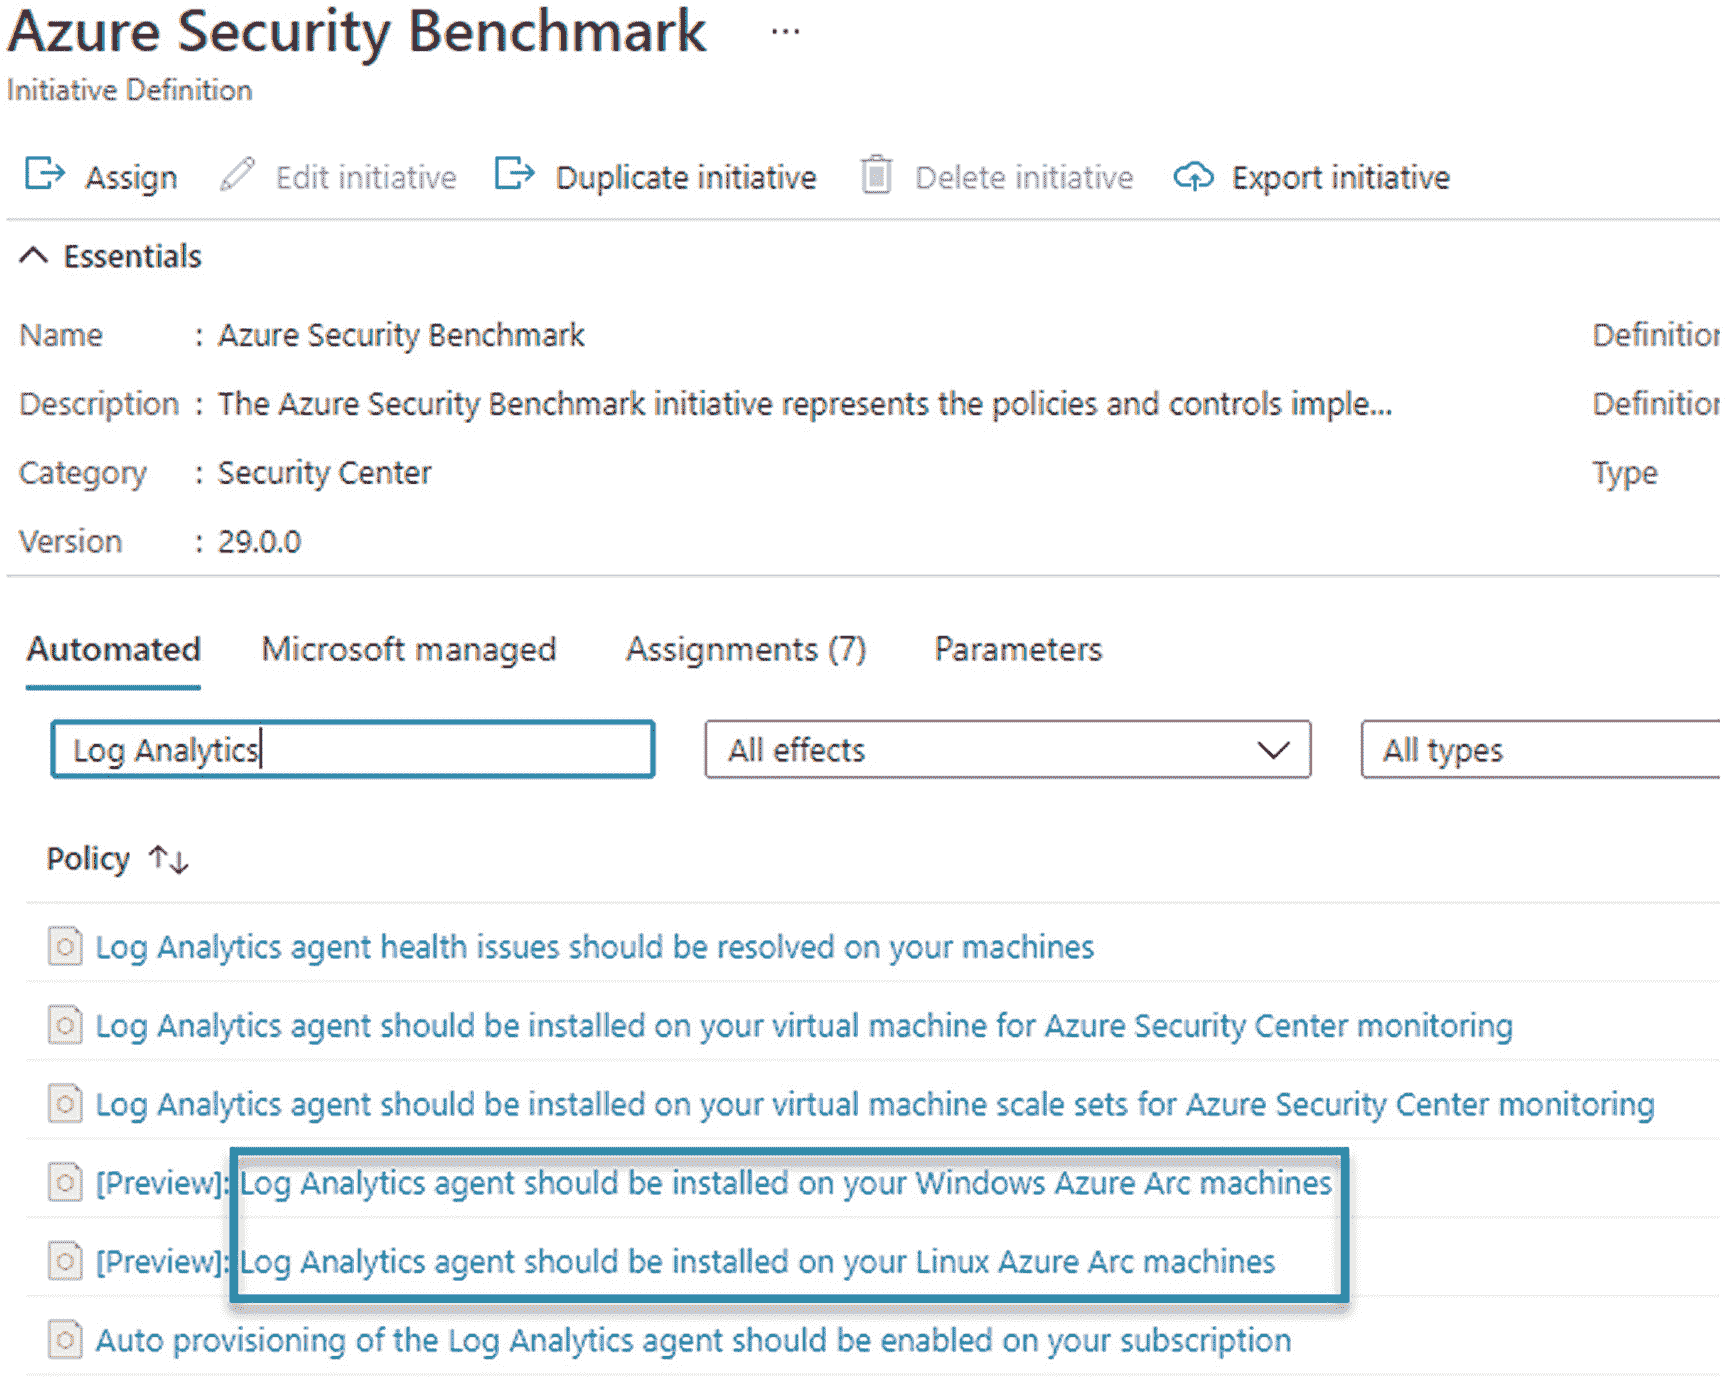 Azure Security Benchmark ...
Initiative Definition
Assign Edit initiative Duplicate initiative Delete initiative Export initiative
Essentials
Name : Azure Security Benchmark Definition
Description : The Azure Security Benchmark initiative represents the policies and controls imple... Definition
Category : Security Center Type
Version : 29.0.0
Automated Microsoft managed Assignments (7) Parameters
Log Analytics All effects All types
Policy ↑↓
Log Analytics agent health issues should be resolved on your machines
Log Analytics agent should be installed on your virtual machine for Azure Security Center monitoring
Log Analytics agent should be installed on your virtual machine scale sets for Azure Security Center monitoring
[Preview]: Log Analytics agent should be installed on your Windows Azure Arc machines
[Preview]: Log Analytics agent should be installed on your Linux Azure Arc machines
Auto provisioning of the Log Analytics agent should be enabled on your subscription